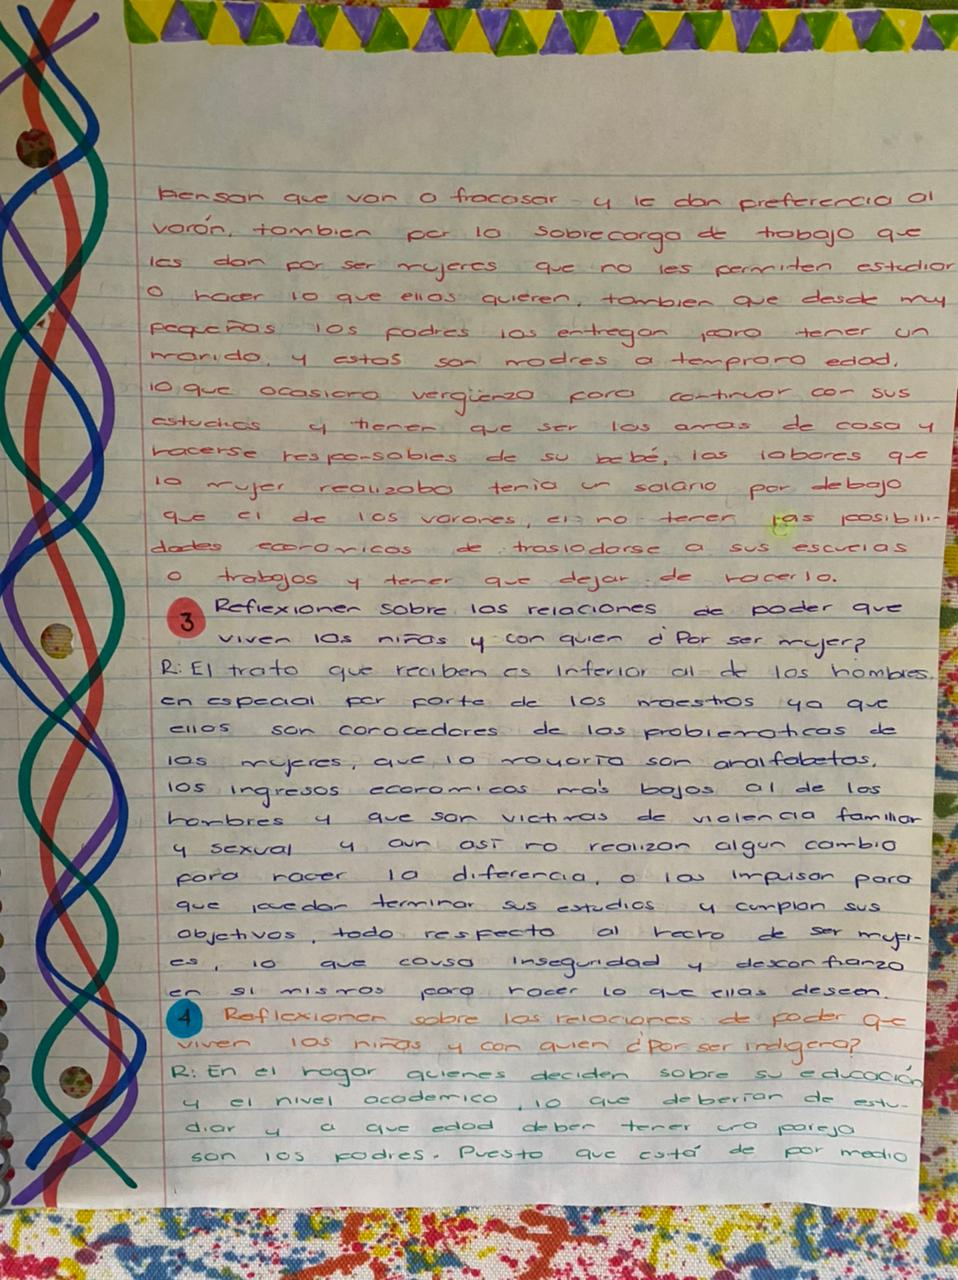 Pensan que van a fracasar y le dan preferencia al
varón, tambien por la sobrecarga de trabajo que
les dan por ser mujeres que no les permiten estudiar
o hacer lo que ellas quieren, tambien que desde muy
pequeñas los padres las entregan para tener un
marido, y estas son madres a temprana edad,
lo que ocasiona vergüenza para continuar con sus
estudios y tienen que ser las amas de casa y
hacerse responsables de su bebé, las labores que
la mujer realizaba tenia un salario por debajo
que el de los varones, el no tener las posibili-
dades economicas de trasladarse a sus escuelas
o trabajos y tener que dejar de hacerlo.
3 Reflexionen sobre las relaciones de poder que
viven las niñas y con quien ¿Por ser mujer?
R: El trato que reciben es inferior al de los hombres
en especial por parte de los maestros ya que
ellos son conocedores de las problematicas de
las mujeres, que la mayoria son analfabetas,
los ingresos economicos más bajos al de los
hombres y que son victimas de violencia familiar
y sexual y aun así no realizan algun cambio
para hacer la diferencia, o las impulsan para
que puedan terminar sus estudios y cumplan sus
objetivos, todo respecto al hecho de ser mujer-
es, lo que causa inseguridad y desconfianza
en si mismas para hacer lo que ellas deseen.
4 Reflexionen sobre las relaciones de poder que
viven las niñas y con quien ¿Por ser indígena?
R: En el hogar quienes deciden sobre su educación
y el nivel academico, lo que deberian de estu-
diar y a que edad deben tener una pareja
son los padres. Puesto que está de por medio